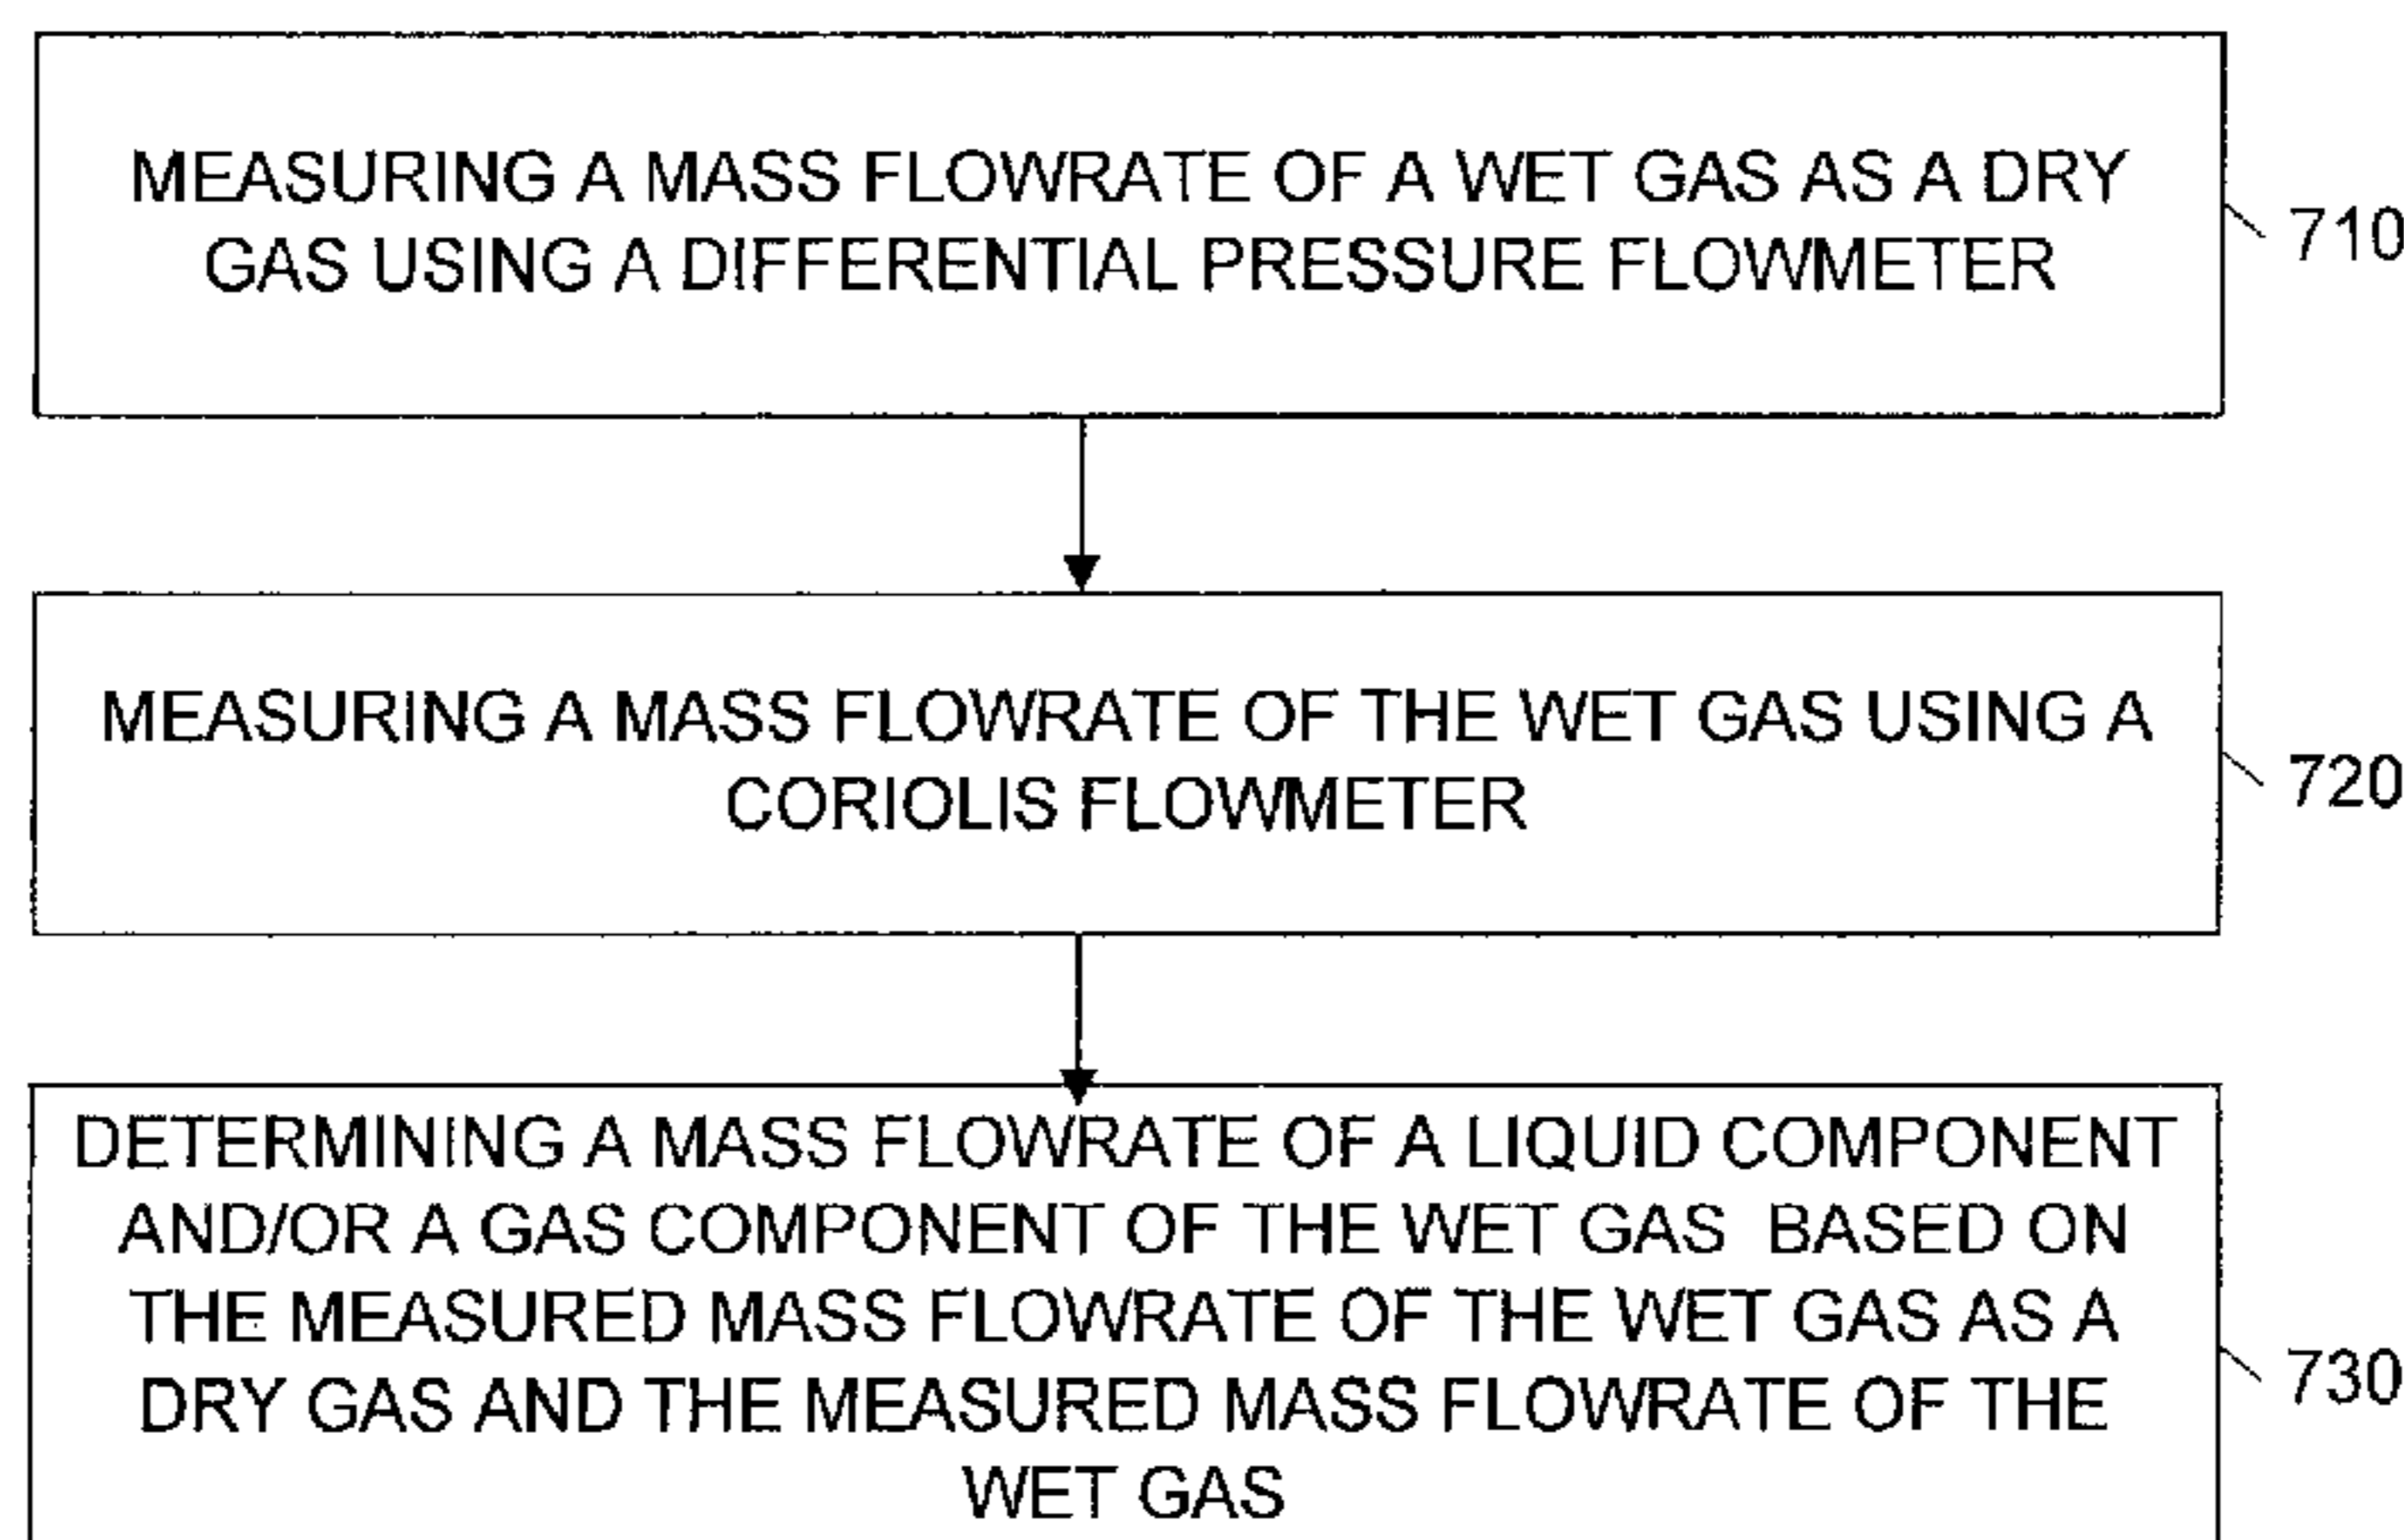 MEASURING A MASS FLOWRATE OF A WET GAS AS A DRY
GAS USING A DIFFERENTIAL PRESSURE FLOWMETER
710
MEASURING A MASS FLOWRATE OF THE WET GAS USING A
CORIOLIS FLOWMETER
720
DETERMINING A MASS FLOWRATE OF A LIQUID COMPONENT
AND/OR A GAS COMPONENT OF THE WET GAS BASED ON
THE MEASURED MASS FLOWRATE OF THE WET GAS AS A
DRY GAS AND THE MEASURED MASS FLOWRATE OF THE
WET GAS
730